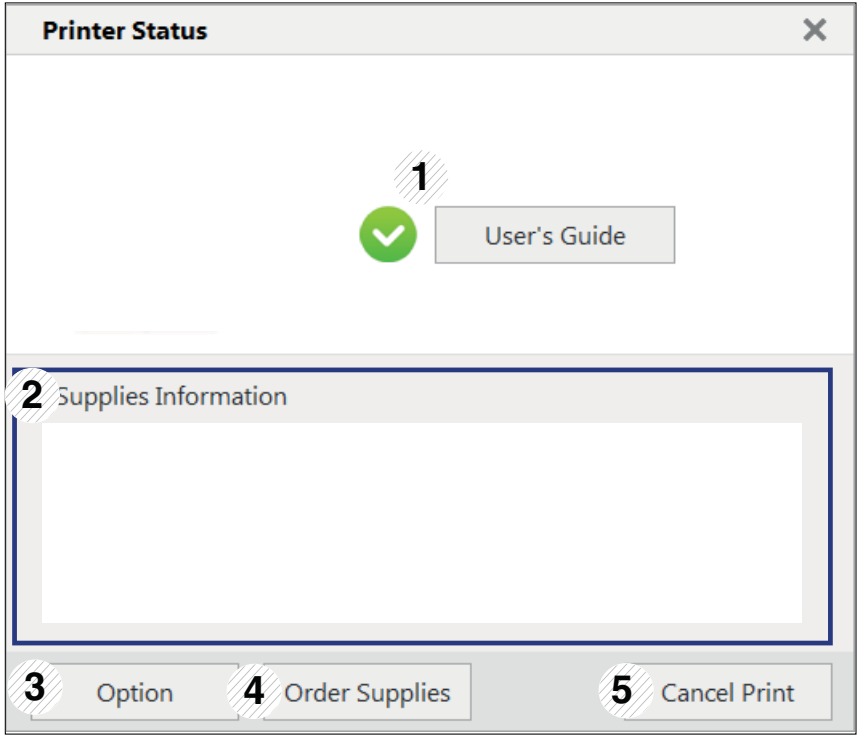 Printer Status
1
User's Guide
2 Supplies Information
3 Option 4 Order Supplies 5 Cancel Print